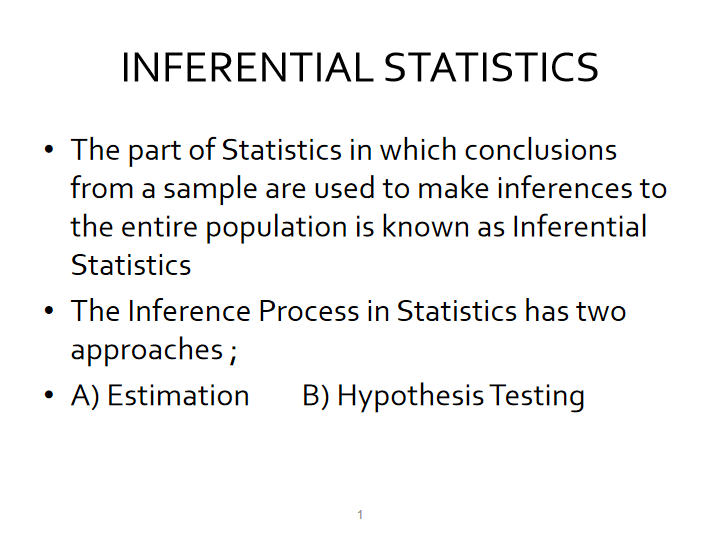 INFERENTIAL STATISTICS
• The part of Statistics in which conclusions
from a sample are used to make inferences to
the entire population is known as Inferential
Statistics
• The Inference Process in Statistics has two
approaches ;
• A) Estimation B) Hypothesis Testing
1